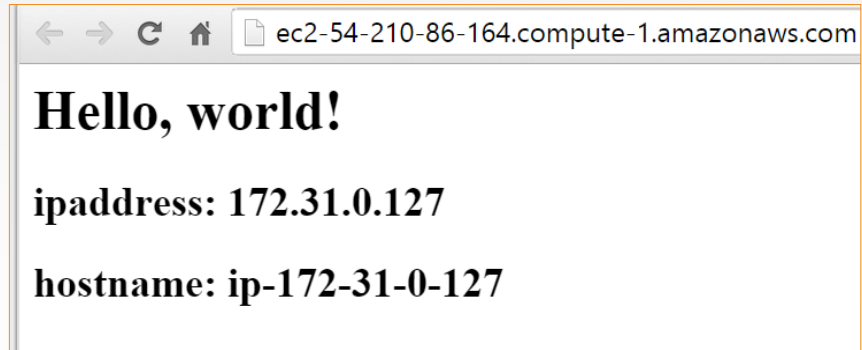 ec2-54-210-86-164.compute-1.amazonaws.com
Hello, world!
ipaddress: 172.31.0.127
hostname: ip-172-31-0-127